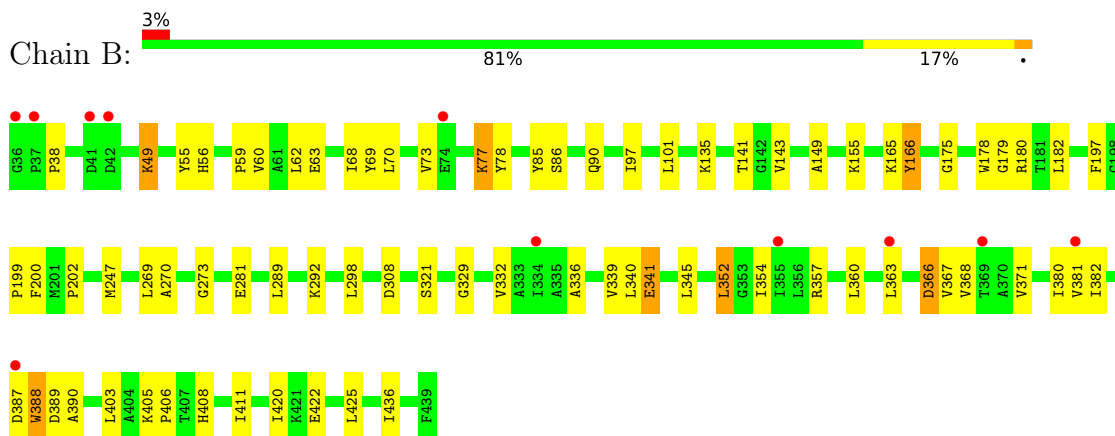 3%
Chain B:
81% 17% •
G36 P37 P38 D41 D42 K49 Y55 H56 P59 V60 A61 L62 E63 I68 Y69 L70 V73 E74 K77 Y78 Y85 S86 Q90 I97 L101 K135 T141 G142 V143 A149 K155 K165 Y166 G175 W178 G179 R180 T181 L182 F197 G198
P199 F200 M201 P202 M247 L269 A270 G273 E281 L289 K292 L298 D308 S321 G329 V332 A333 I334 A335 A336 V339 L340 E341 L345 L352 G353 I354 I355 L356 R357 L360 L363 D366 V367 V368 T369 A370 V371 I380 V381 I382
D387 W388 D389 A390 L403 A404 K405 P406 T407 H408 I411 I420 K421 E422 L425 I436 F439